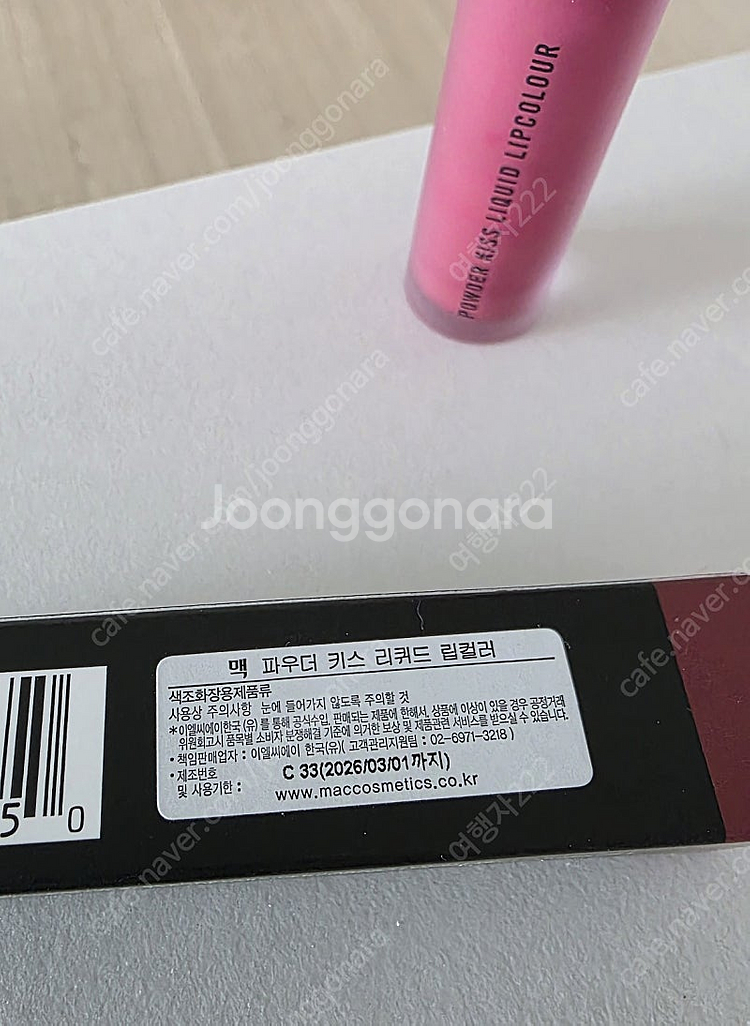 POWDER KISS LIQUID LIPCOLOUR
Joonggonara
맥 파우더 키스 리퀴드 립컬러
색조화장용제품류
사용상 주의사항 눈에 들어가지 않도록 주의할 것
*이엘씨에이한국(유)를 통해 공식수입, 판매되는 제품에 한해서, 상품에 이상이 있을 경우 공정거래
위원회고시 품목별 소비자 분쟁해결 기준에 의거한 보상 및 제품관련 서비스를 받으실 수 있습니다.
• 책임판매업자 : 이엘씨에이 한국(유)( 고객관리지원팀 : 02-6971-3218 )
• 제조번호
및 사용기한 : C 33(2026/03/01까지)
www.maccosmetics.co.kr
5 0
cafe.naver.com/joonggonara
여행자222